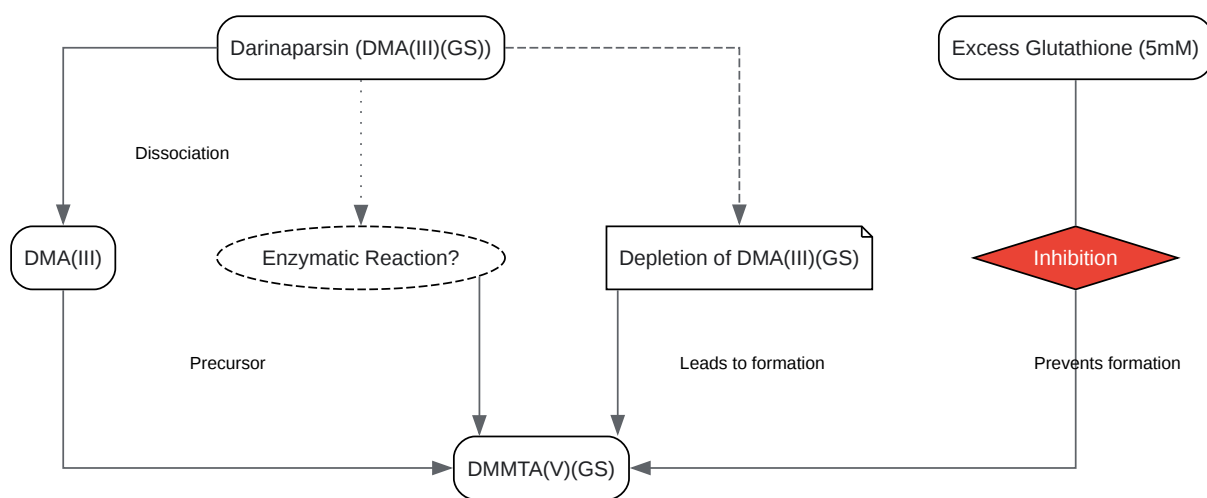 Darinaparsin (DMA(III)(GS))
Excess Glutathione (5mM)
Dissociation
DMA(III)
Enzymatic Reaction?
Depletion of DMA(III)(GS)
Inhibition
Precursor
Leads to formation
Prevents formation
DMMTA(V)(GS)